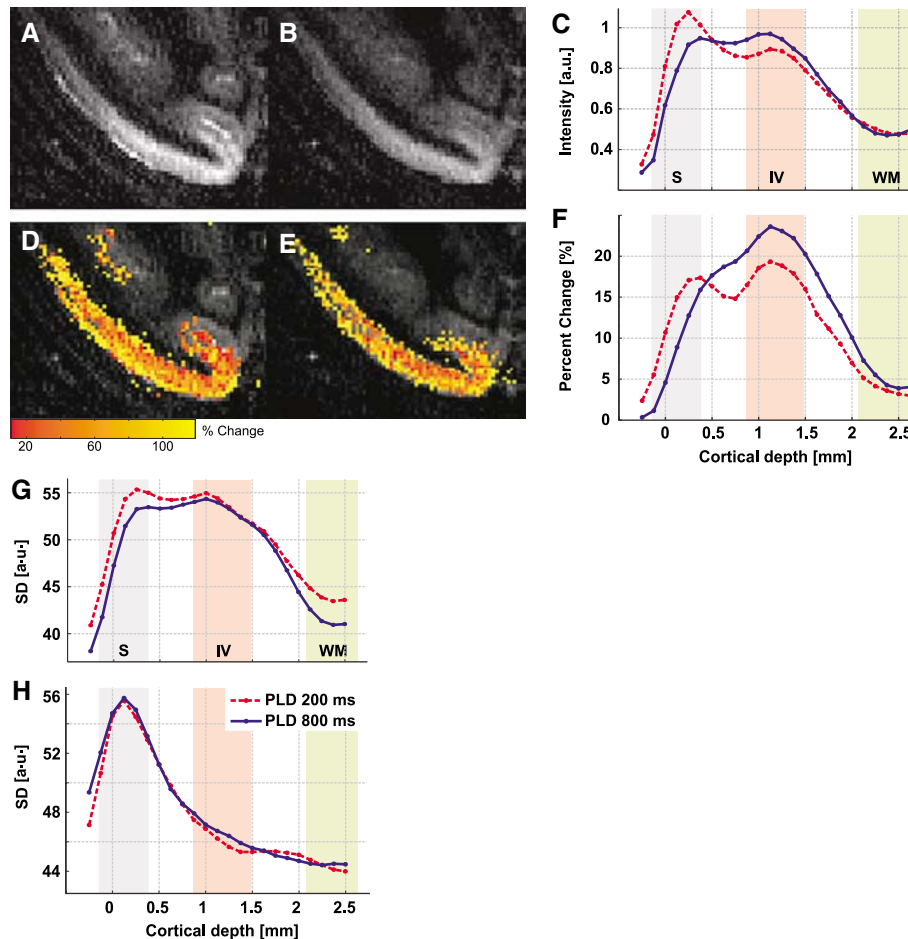 A
B
C
Intensity [a.u.]
1
0.8
0.6
0.4
S
IV
WM
D
E
% Change
20
60
100
F
Percent Change [%]
20
15
10
5
0
0
0.5
1
1.5
2
2.5
Cortical depth [mm]
G
SD [a·u·]
55
50
45
40
S
IV
WM
H
PLD 200 ms
PLD 800 ms
SD [a·u·]
56
52
48
44
0
0.5
1
1.5
2
2.5
Cortical depth [mm]